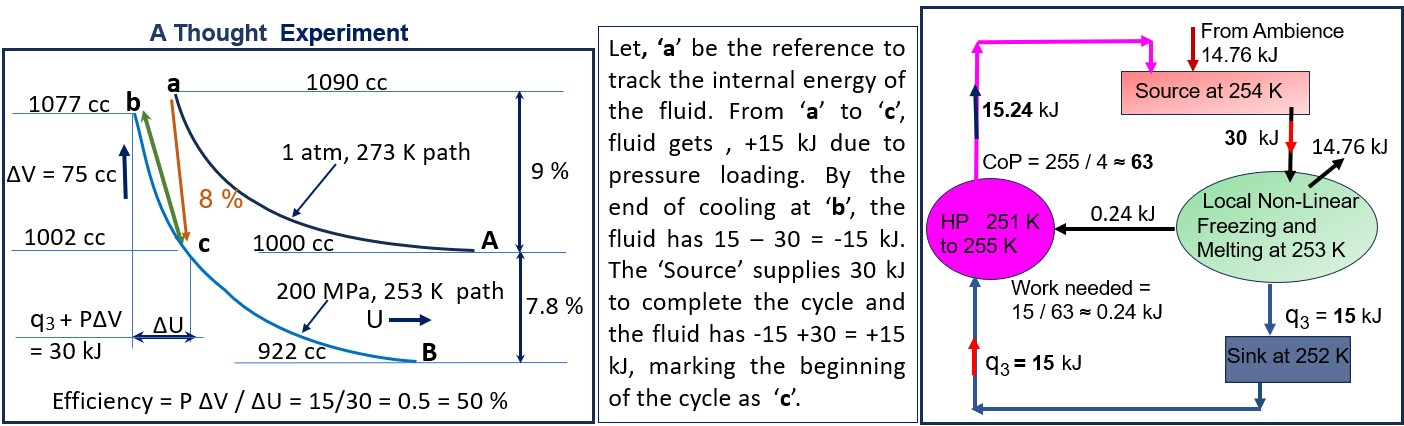 A Thought Experiment
a
1090 cc
1077 cc
b
1 atm, 273 K path
ΔV = 75 cc
9 %
8 %
1002 cc
c
1000 cc
A
200 MPa, 253 K path
7.8 %
U
q3 + PΔV
= 30 kJ
ΔU
922 cc
B
Efficiency = P ΔV / ΔU = 15/30 = 0.5 = 50 %
Let, ‘a’ be the reference to
track the internal energy of
the fluid. From ‘a’ to ‘c’,
fluid gets , +15 kJ due to
pressure loading. By the
end of cooling at ‘b’, the
fluid has 15 – 30 = -15 kJ.
The ‘Source’ supplies 30 kJ
to complete the cycle and
the fluid has -15 +30 = +15
kJ, marking the beginning
of the cycle as ‘c’.
From Ambience
14.76 kJ
Source at 254 K
15.24 kJ
30 kJ
14.76 kJ
CoP = 255 / 4 ≈ 63
Local Non-Linear
Freezing and
Melting at 253 K
0.24 kJ
HP 251 K
to 255 K
Work needed =
15 / 63 ≈ 0.24 kJ
q3 = 15 kJ
Sink at 252 K
q3 = 15 kJ